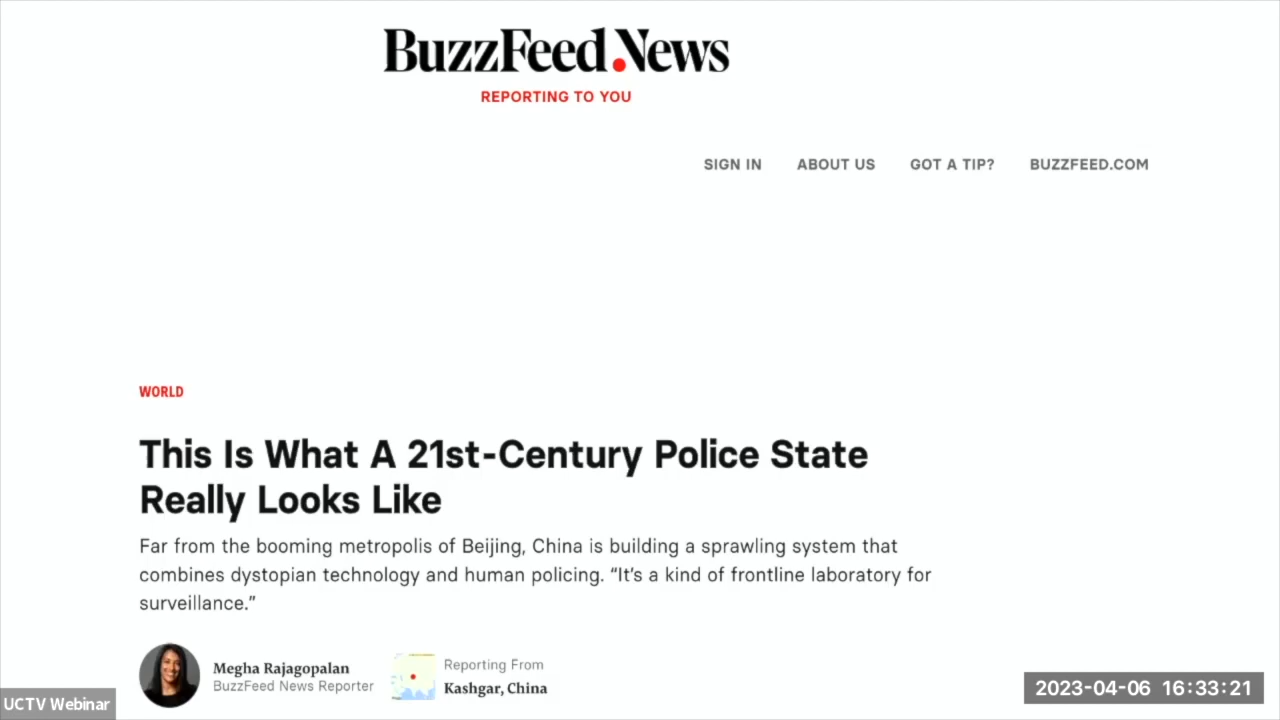 BuzzFeed.News
REPORTING TO YOU
SIGN IN ABOUT US GOT A TIP? BUZZFEED.COM
WORLD
This Is What A 21st-Century Police State
Really Looks Like
Far from the booming metropolis of Beijing, China is building a sprawling system that
combines dystopian technology and human policing. “It’s a kind of frontline laboratory for
surveillance.”
Megha Rajagopalan
BuzzFeed News Reporter
Reporting From
Kashgar, China
UCTV Webinar
2023-04-06 16:33:21